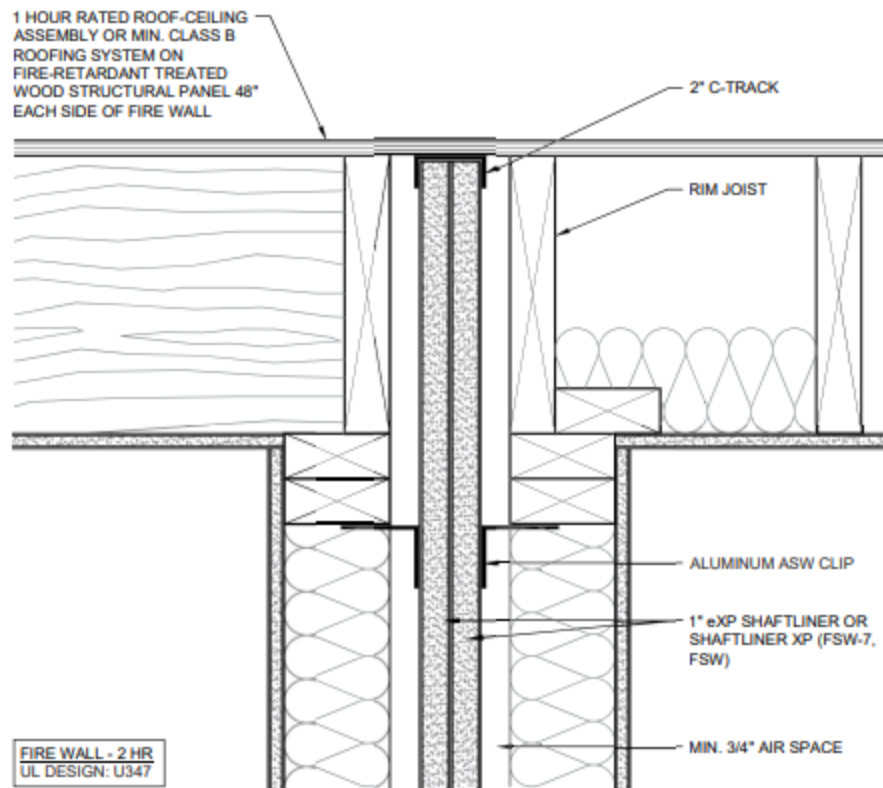 1 HOUR RATED ROOF-CEILING
ASSEMBLY OR MIN. CLASS B
ROOFING SYSTEM ON
FIRE-RETARDANT TREATED
WOOD STRUCTURAL PANEL 48"
EACH SIDE OF FIRE WALL
2" C-TRACK
RIM JOIST
ALUMINUM ASW CLIP
1" eXP SHAFTLINER OR
SHAFTLINER XP (FSW-7,
FSW)
MIN. 3/4" AIR SPACE
FIRE WALL - 2 HR
UL DESIGN: U347